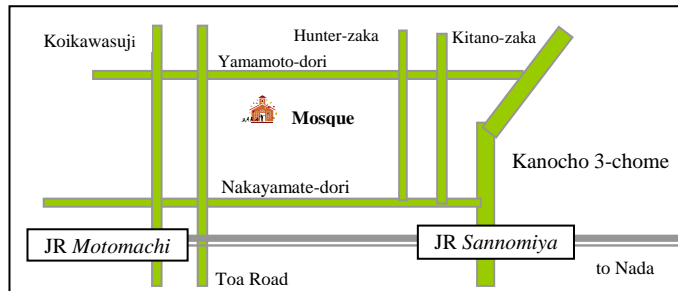 Koikawasuji
Hunter-zaka
Kitano-zaka
Yamamoto-dori
Mosque
Kanocho 3-chome
Nakayamate-dori
JR Motomachi
JR Sannomiya
to Nada
Toa Road